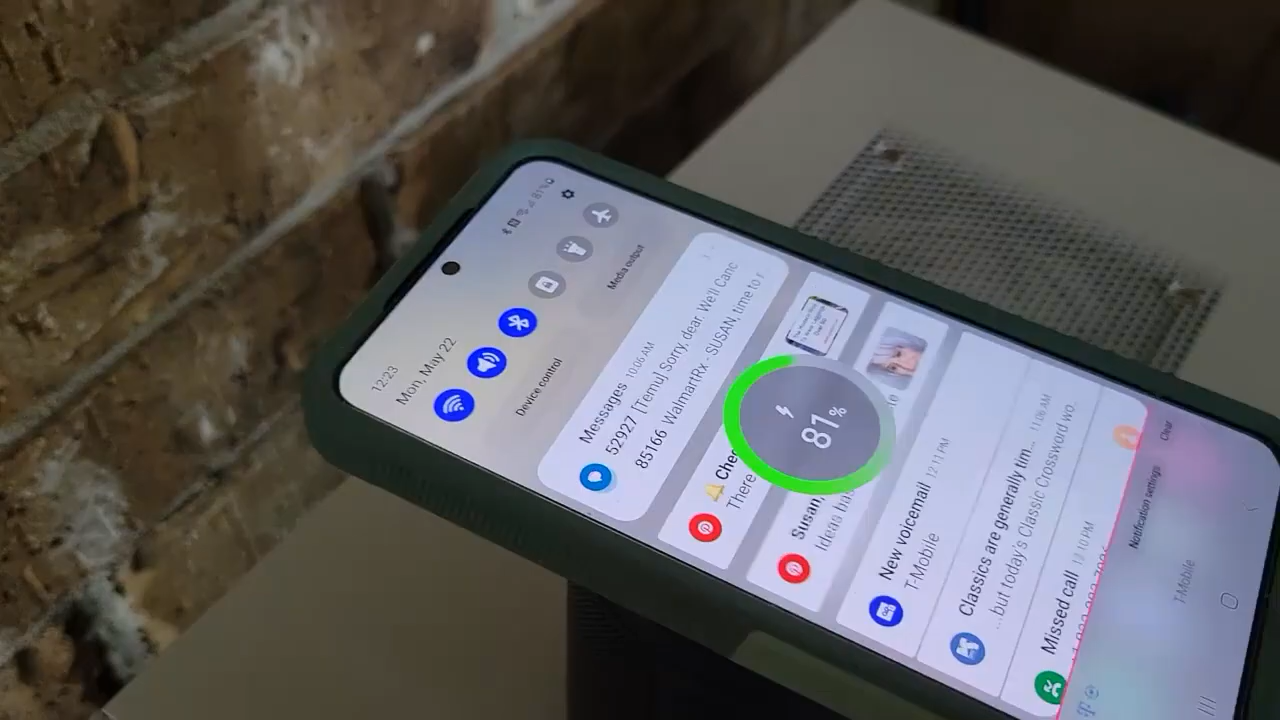 12:23
81%
Mon, May 22
Device control
Media output
Messages 10:06 AM
52927 [Temu] Sorry, dear. We'll Canc
85166 WalmartRx - SUSAN, time to r
There
Susan,
Ideas bas
81%
New voicemail 12:11 PM
T-Mobile
Classics are generally tim... 11:06 AM
...but today's Classic Crossword wo..
Missed call 12:10 PM
Notification settings
Clear
T-Mobile